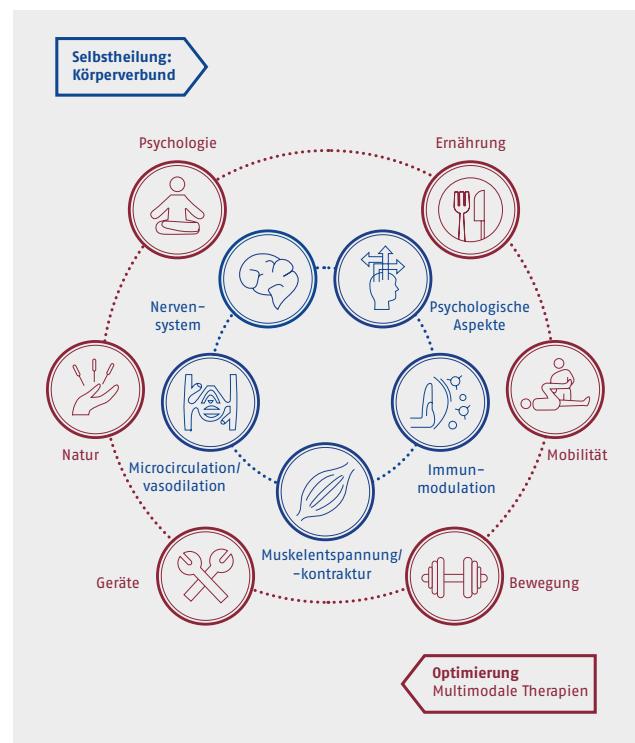 Selbstheilung:
Körperverbund
Psychologie
Ernährung
Nerven-
system
Psychologische
Aspekte
Natur
Microcirculation/
vasodilation
Immun-
modulation
Mobilität
Muskelentspannung/
-kontraktur
Geräte
Bewegung
Optimierung
Multimodale Therapien